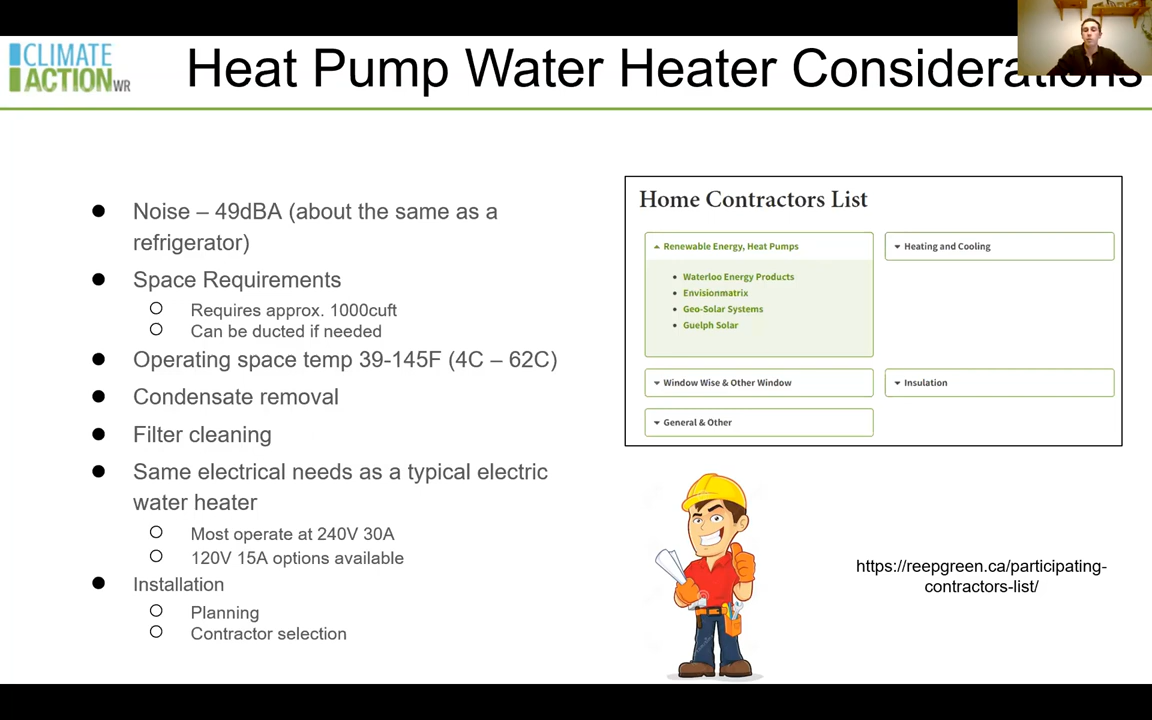 CLIMATE
ACTIONWR
Heat Pump Water Heater Considerations
Noise – 49dBA (about the same as a
refrigerator)
Space Requirements
Requires approx. 1000cuft
Can be ducted if needed
Operating space temp 39-145F (4C – 62C)
Condensate removal
Filter cleaning
Same electrical needs as a typical electric
water heater
Most operate at 240V 30A
120V 15A options available
Installation
Planning
Contractor selection
Home Contractors List
Renewable Energy, Heat Pumps
Waterloo Energy Products
Envisionmatrix
Geo-Solar Systems
Guelph Solar
Heating and Cooling
Window Wise & Other Window
Insulation
General & Other
https://reepgreen.ca/participating-
contractors-list/